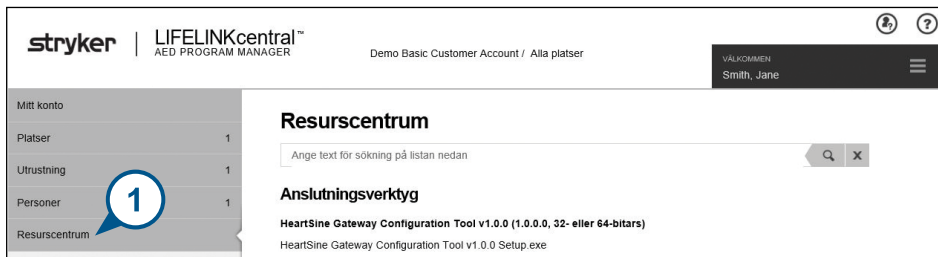 stryker
LIFELINKcentral™
AED PROGRAM MANAGER
Demo Basic Customer Account / Alla platser
VÄLKOMMEN
Smith, Jane
Mitt konto
Platser 1
Utrustning 1
Personer 1
Resurscentrum
1
Resurscentrum
Ange text för sökning på listan nedan
X
Anslutningsverktyg
HeartSine Gateway Configuration Tool v1.0.0 (1.0.0.0, 32- eller 64-bitars)
HeartSine Gateway Configuration Tool v1.0.0 Setup.exe